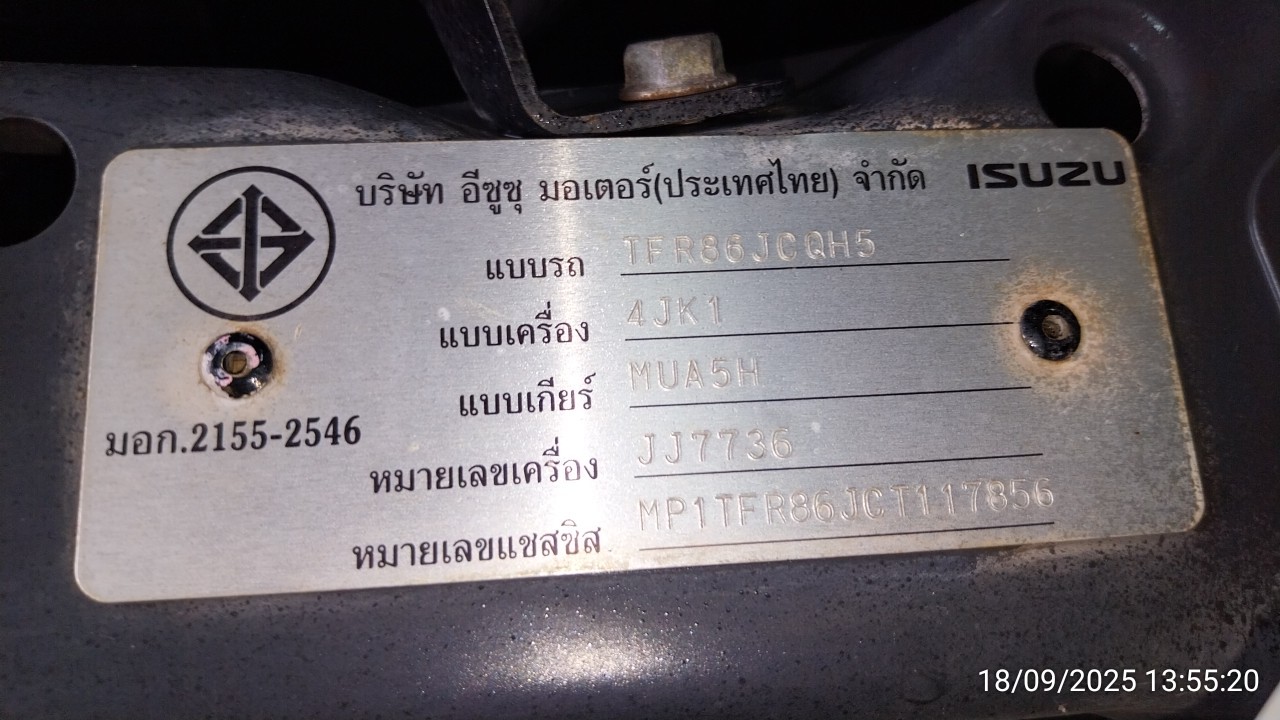 บริษัท อีซูซุ มอเตอร์(ประเทศไทย) จำกัด ISUZU
แบบรถ TFR86JCQH5
แบบเครื่อง 4JK1
แบบเกียร์ MUA5H
มอก.2155-2546
หมายเลขเครื่อง JJ7736
หมายเลขแชสซิส MP1TFR86JCT117856
18/09/2025 13:55:20